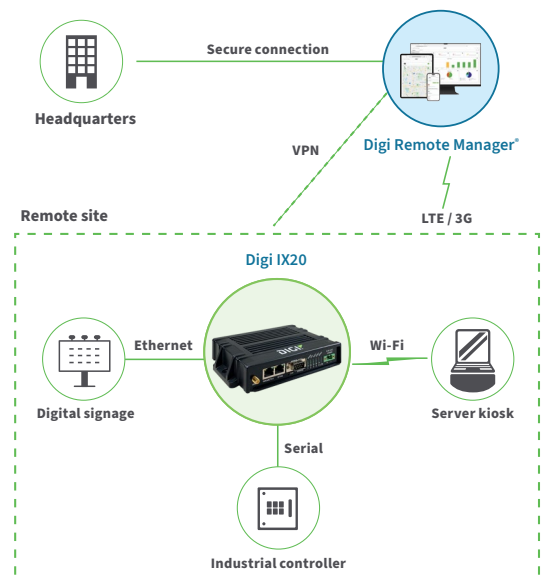 Secure connection
Headquarters
Digi Remote Manager®
VPN
LTE / 3G
Remote site
Digi IX20
DIGI
Ethernet
Wi-Fi
Digital signage
Server kiosk
Serial
Industrial controller